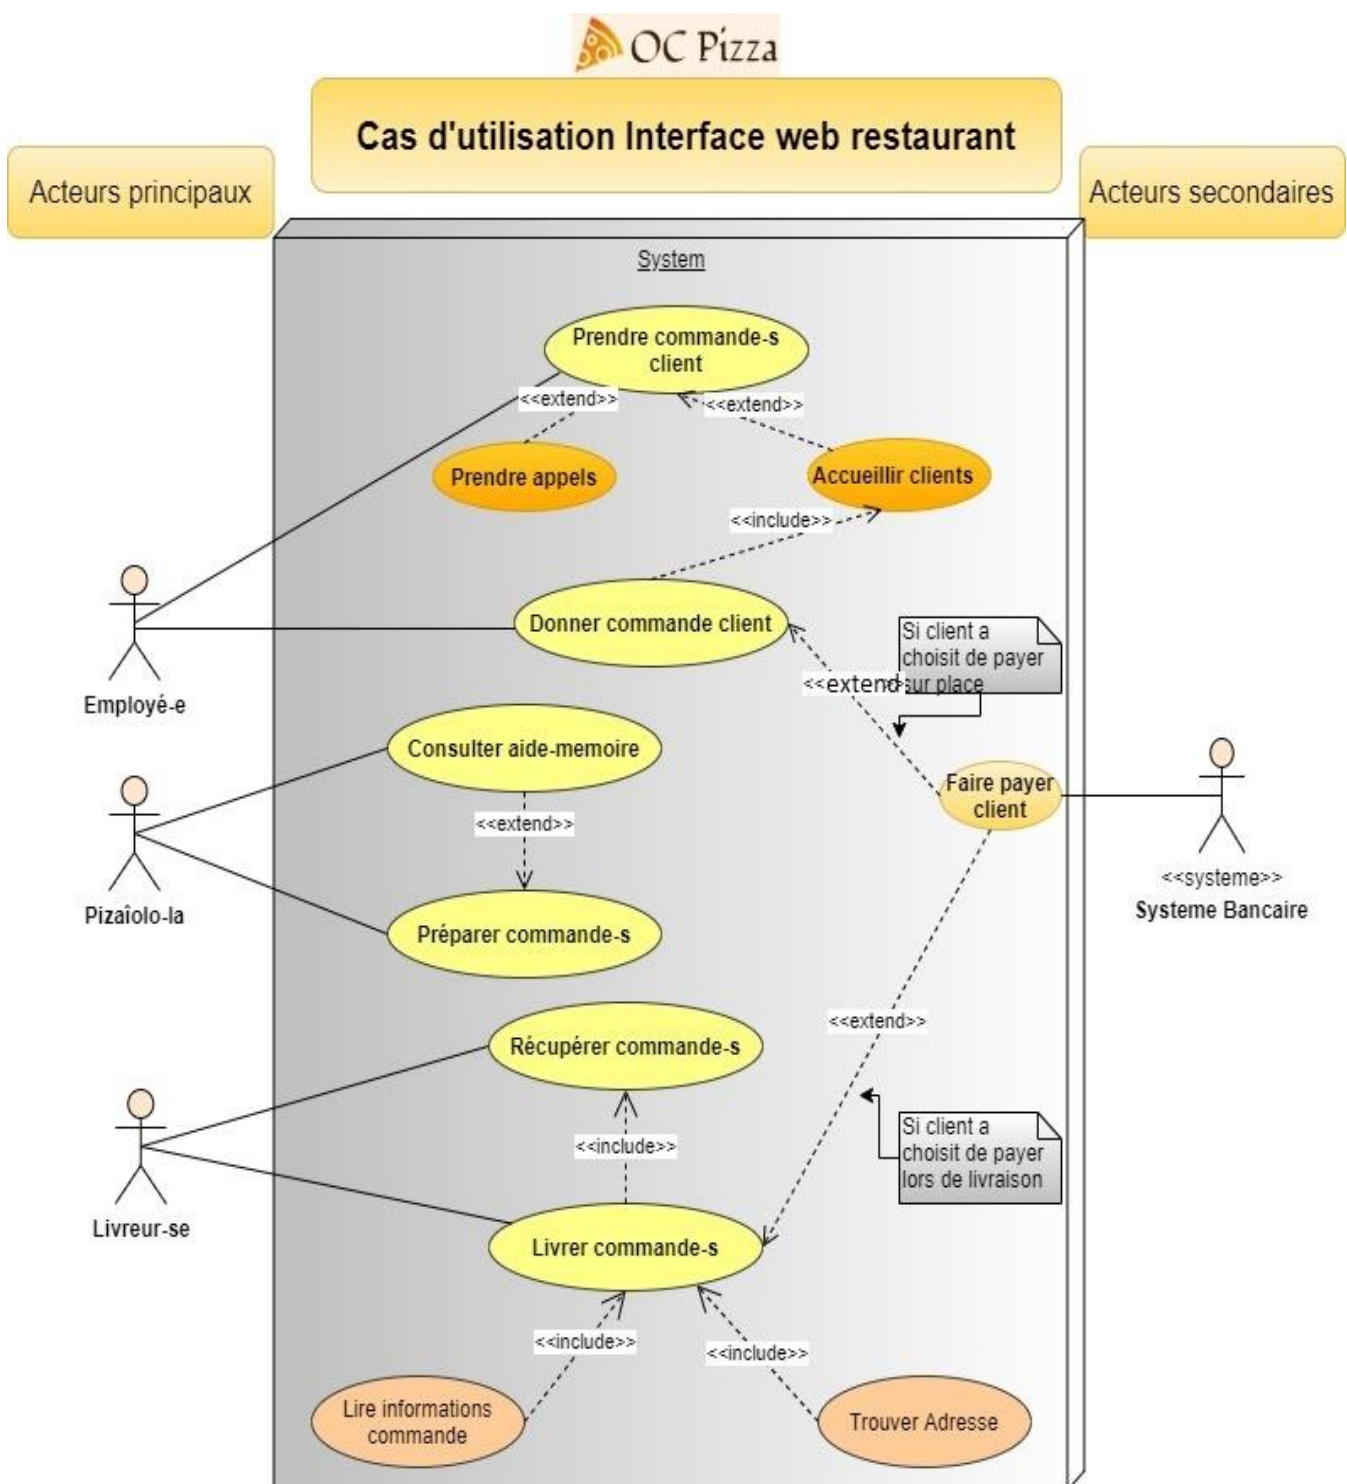 OC Pizza
Cas d'utilisation Interface web restaurant
Acteurs principaux
Acteurs secondaires
System
Prendre commande-s
client
<<extend>>
<<extend>>
Prendre appels
Accueillir clients
<<include>>
Donner commande client
Si client a
choisit de payer
sur place
<<extend>>
Employé-e
Consulter aide-memoire
<<extend>>
Faire payer
client
Pizaîolo-la
Préparer commande-s
<<systeme>>
Systeme Bancaire
Récupérer commande-s
<<extend>>
<<include>>
Si client a
choisit de payer
lors de livraison
Livreur-se
Livrer commande-s
<<include>>
<<include>>
Lire informations
commande
Trouver Adresse